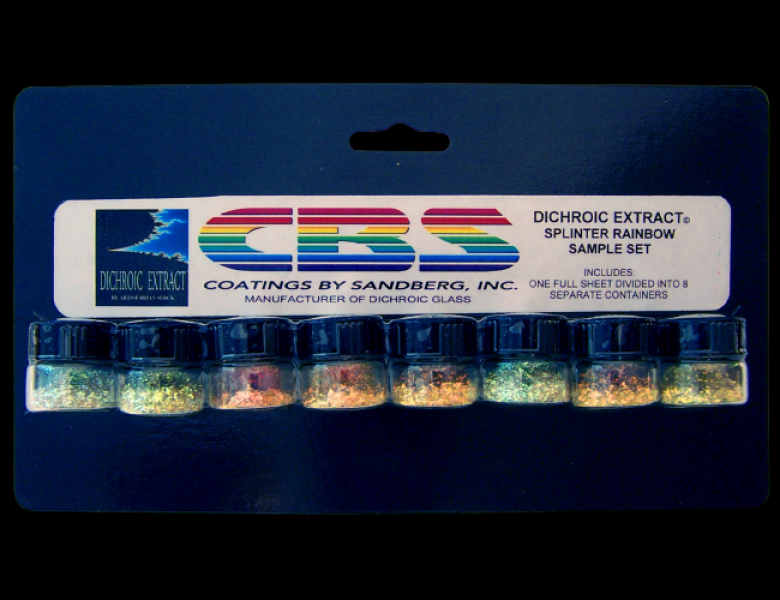 DICHROIC EXTRACT
CBS
COATINGS BY SANDBERG, INC.
MANUFACTURER OF DICHROIC GLASS
DICHROIC EXTRACT©
SPLINTER RAINBOW
SAMPLE SET
INCLUDES:
ONE FULL SHEET DIVIDED INTO 8
SEPARATE CONTAINERS